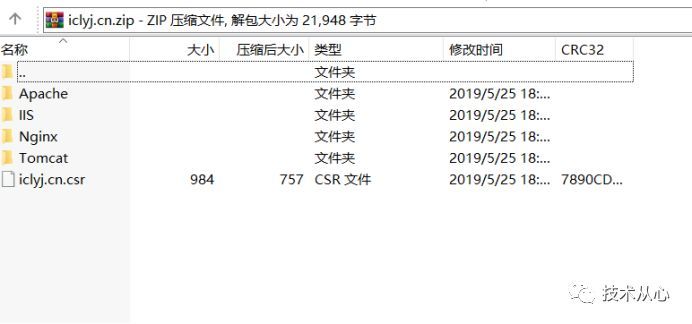 iclyj.cn.zip - ZIP 压缩文件, 解包大小为 21,948 字节
名称 大小 压缩后大小 类型 修改时间 CRC32
.. 文件夹
Apache 文件夹 2019/5/25 18:...
IIS 文件夹 2019/5/25 18:...
Nginx 文件夹 2019/5/25 18:...
Tomcat 文件夹 2019/5/25 18:...
iclyj.cn.csr 984 757 CSR 文件 2019/5/25 18:... 7890CD...
技术从心